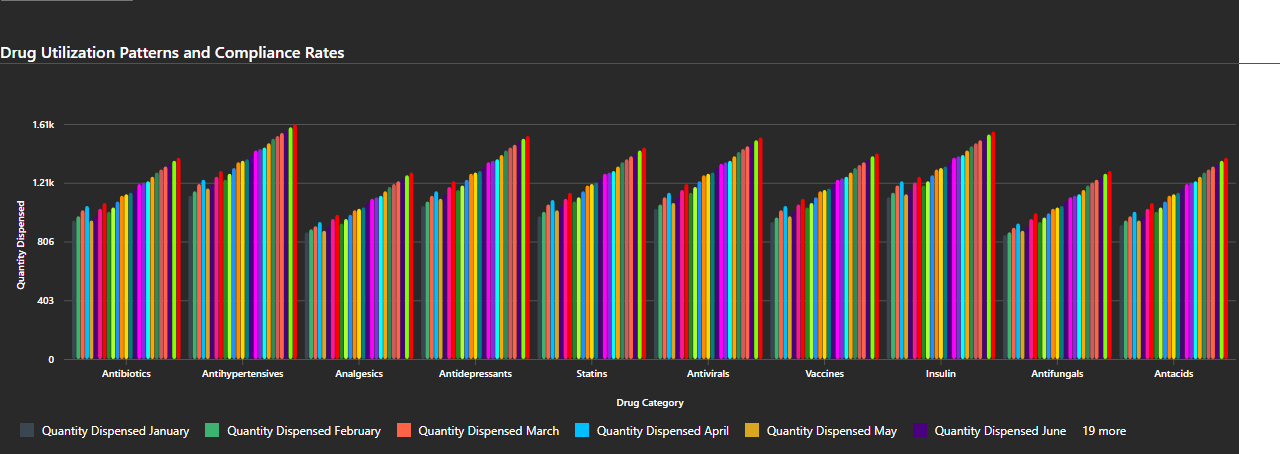 Drug Utilization Patterns and Compliance Rates
1.61k
1.21k
806
403
0
Quantity Dispensed
Antibiotics
Antihypertensives
Analgesics
Antidepressants
Statins
Antivirals
Vaccines
Insulin
Antifungals
Antacids
Drug Category
Quantity Dispensed January
Quantity Dispensed February
Quantity Dispensed March
Quantity Dispensed April
Quantity Dispensed May
Quantity Dispensed June
19 more